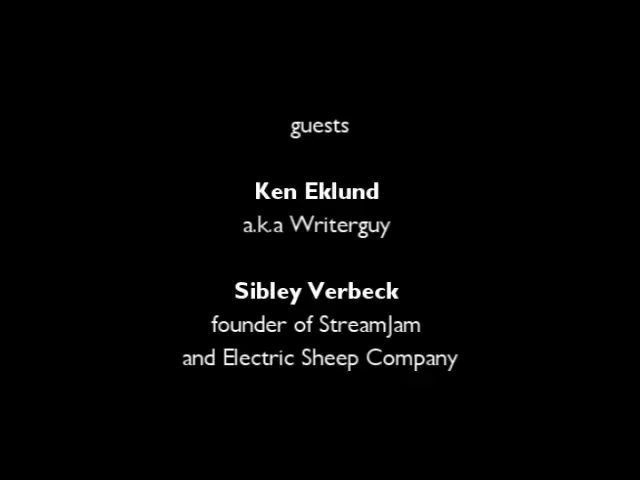 guests
Ken Eklund
a.k.a Writerguy
Sibley Verbeck
founder of StreamJam
and Electric Sheep Company